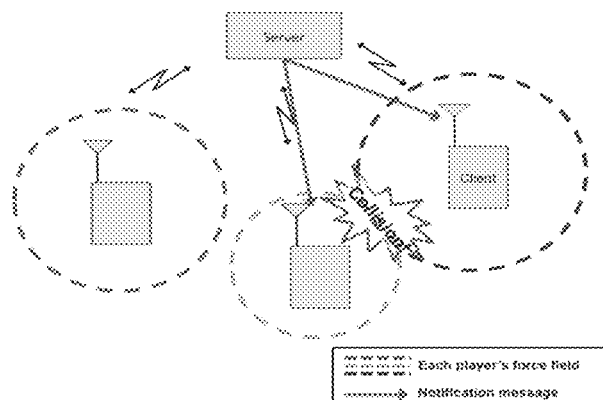 Server
Client
Collision
Each player's force field
Notification message